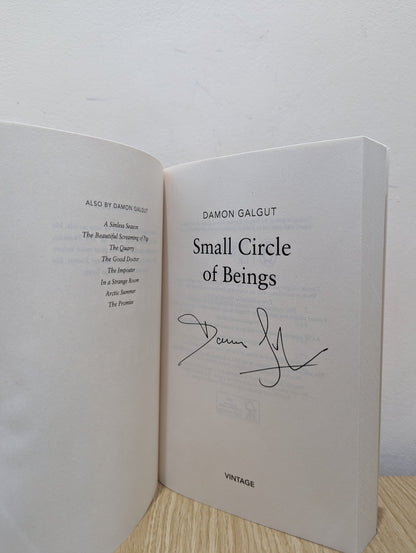 ALSO BY DAMON GALGUT
A Sinless Season
The Beautiful Screaming of Pigs
The Quarry
The Good Doctor
The Impostor
In a Strange Room
Arctic Summer
The Promise
DAMON GALGUT
Small Circle
of Beings
VINTAGE